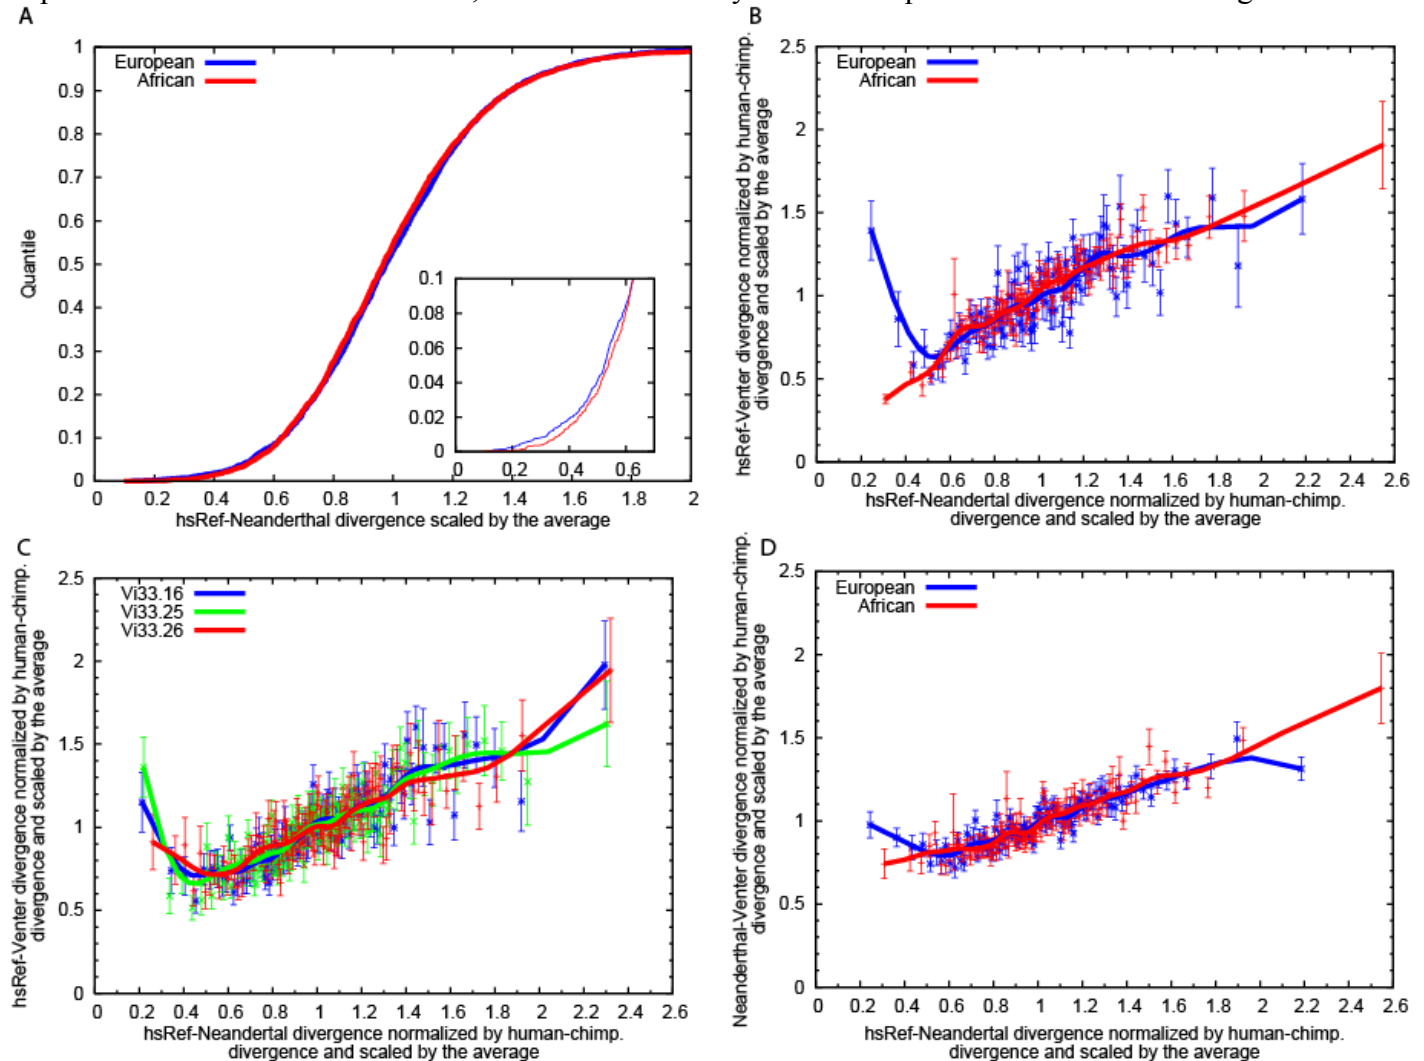 A
European
African
Quantile
1
0.9
0.8
0.7
0.6
0.5
0.4
0.3
0.2
0.1
0
0.1
0.08
0.06
0.04
0.02
0
0 0.2 0.4 0.6
0 0.2 0.4 0.6 0.8 1 1.2 1.4 1.6 1.8 2
hsRef-Neanderthal divergence scaled by the average
B
European
African
hsRef-Venter divergence normalized by human-chimp.
divergence and scaled by the average
2.5
2
1.5
1
0.5
0
0 0.2 0.4 0.6 0.8 1 1.2 1.4 1.6 1.8 2 2.2 2.4 2.6
hsRef-Neandertal divergence normalized by human-chimp.
divergence and scaled by the average
C
Vi33.16
Vi33.25
Vi33.26
hsRef-Venter divergence normalized by human-chimp.
divergence and scaled by the average
2.5
2
1.5
1
0.5
0
0 0.2 0.4 0.6 0.8 1 1.2 1.4 1.6 1.8 2 2.2 2.4 2.6
hsRef-Neandertal divergence normalized by human-chimp.
divergence and scaled by the average
D
European
African
Neanderthal-Venter divergence normalized by human-chimp.
divergence and scaled by the average
2.5
2
1.5
1
0.5
0
0 0.2 0.4 0.6 0.8 1 1.2 1.4 1.6 1.8 2 2.2 2.4 2.6
hsRef-Neandertal divergence normalized by human-chimp.
divergence and scaled by the average